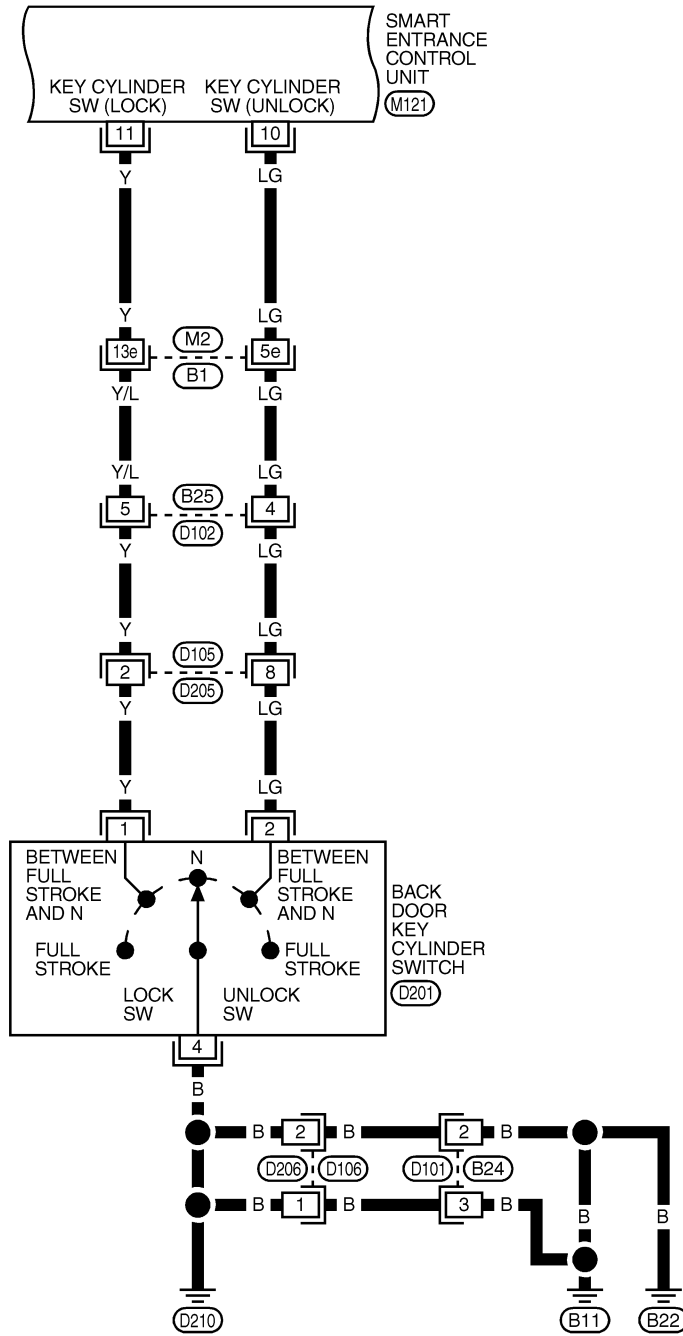 SMART
ENTRANCE
CONTROL
UNIT
M121
KEY CYLINDER
SW (LOCK)
KEY CYLINDER
SW (UNLOCK)
11
10
Y
LG
Y
LG
13e
M2
5e
B1
Y/L
LG
Y/L
LG
5
B25
4
D102
Y
LG
Y
LG
2
D105
8
D205
Y
LG
Y
LG
1
2
BETWEEN
FULL
STROKE
AND N
N
BETWEEN
FULL
STROKE
AND N
FULL
STROKE
FULL
STROKE
LOCK
SW
UNLOCK
SW
BACK
DOOR
KEY
CYLINDER
SWITCH
D201
4
B
B
2
B
2
B
D206
D106
D101
B24
B
1
B
3
B
B
B
D210
B11
B22